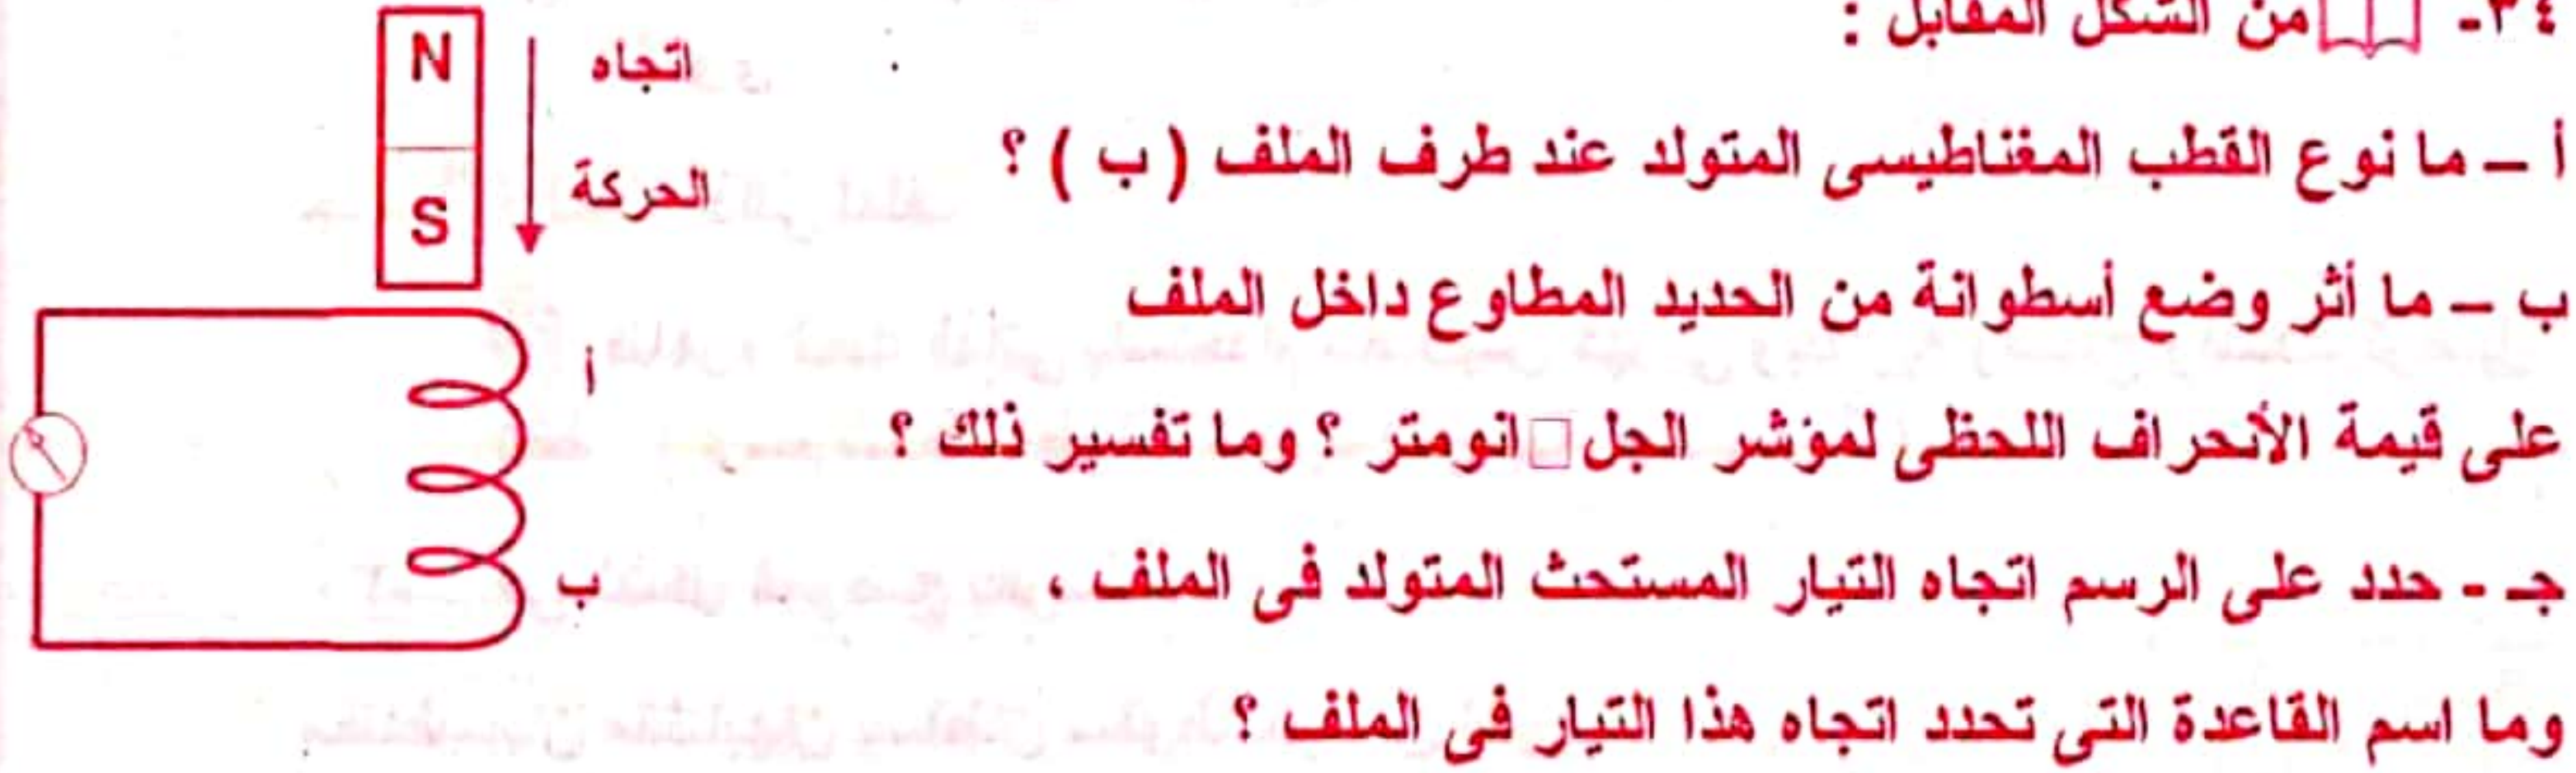 ٣٤- من الشكل المقابل :
أ – ما نوع القطب المغناطيسى المتولد عند طرف الملف ( ب ) ؟
ب – ما أثر وضع أسطوانة من الحديد المطاوع داخل الملف
على قيمة الأنحراف اللحظى لمؤشر الجل□انومتر ؟ وما تفسير ذلك ؟
جـ - حدد على الرسم اتجاه التيار المستحث المتولد فى الملف ،
وما اسم القاعدة التى تحدد اتجاه هذا التيار فى الملف ؟
N
S
اتجاه
الحركة
أ
ب